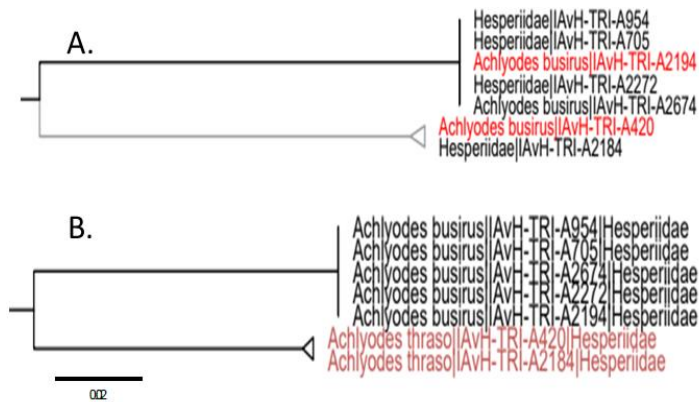 A.
Hesperiidae|IAvH-TRI-A954
Hesperiidae|IAvH-TRI-A705
Achlyodes busirus|IAvH-TRI-A2194
Hesperiidae|IAvH-TRI-A2272
Achlyodes busirus|IAvH-TRI-A2674
Achlyodes busirus|IAvH-TRI-A420
Hesperiidae|IAvH-TRI-A2184
B.
Achlyodes busirus|IAvH-TRI-A954|Hesperiidae
Achlyodes busirus|IAvH-TRI-A705|Hesperiidae
Achlyodes busirus|IAvH-TRI-A2674|Hesperiidae
Achlyodes busirus|IAvH-TRI-A2272|Hesperiidae
Achlyodes busirus|IAvH-TRI-A2194|Hesperiidae
Achlyodes thraso|IAvH-TRI-A420|Hesperiidae
Achlyodes thraso|IAvH-TRI-A2184|Hesperiidae
0.02